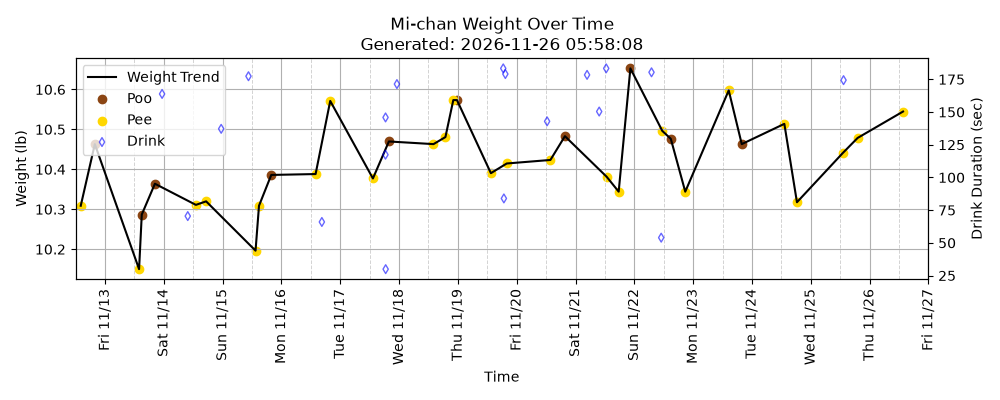 Mi-chan Weight Over Time
Generated: 2026-11-26 05:58:08
Weight Trend
Poo
Pee
Drink
Weight (lb)
10.6
10.5
10.4
10.3
10.2
Drink Duration (sec)
175
150
125
100
75
50
25
Fri 11/13
Sat 11/14
Sun 11/15
Mon 11/16
Tue 11/17
Wed 11/18
Thu 11/19
Fri 11/20
Sat 11/21
Sun 11/22
Mon 11/23
Tue 11/24
Wed 11/25
Thu 11/26
Fri 11/27
Time